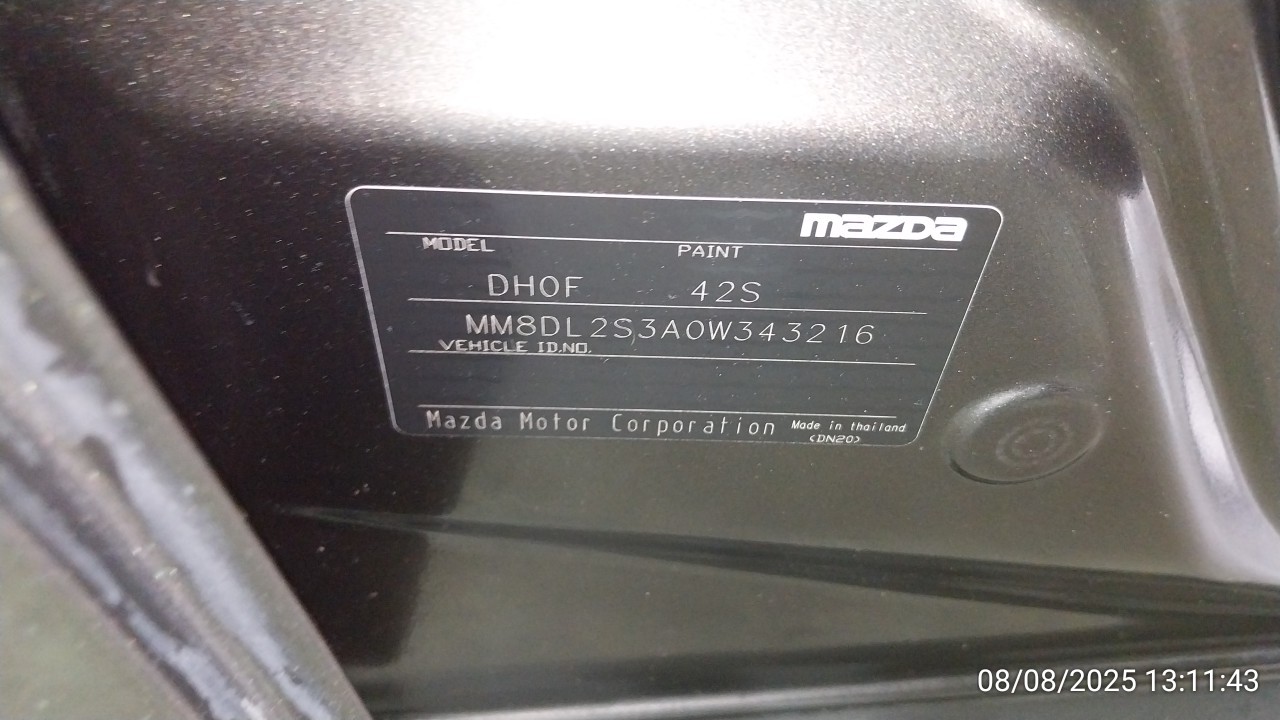 mazda
MODEL PAINT
DH0F 42S
MM8DL2S3A0W343216
VEHICLE ID.NO.
Mazda Motor Corporation Made in thailand
(DN20)
08/08/2025 13:11:43